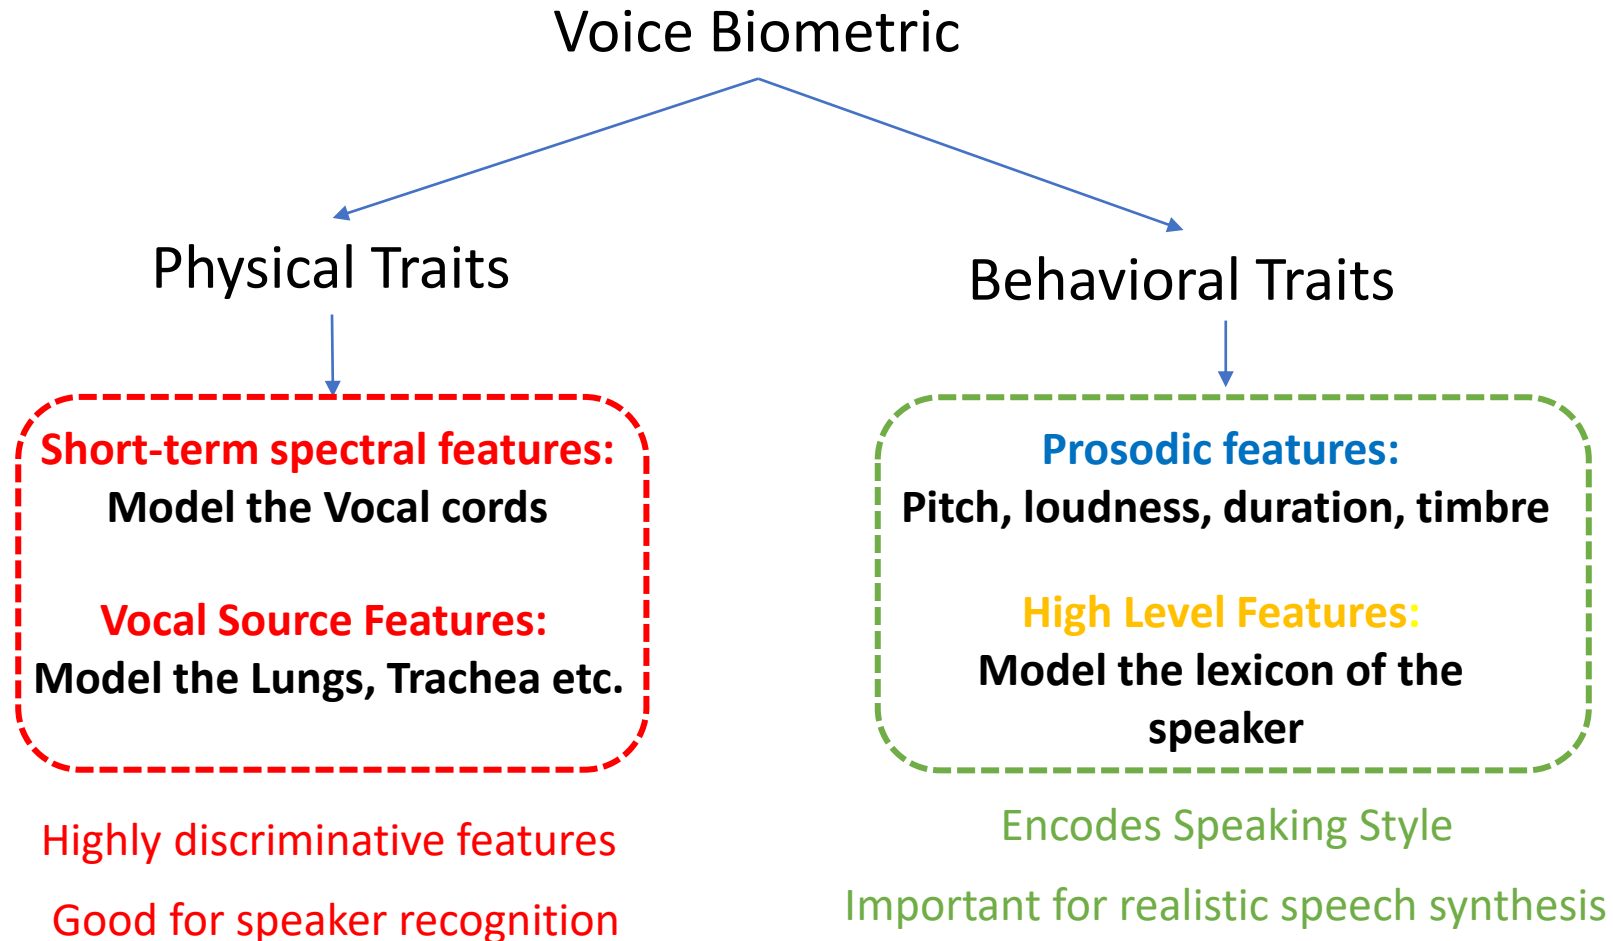 Voice Biometric
Physical Traits
Short-term spectral features:
Model the Vocal cords
Vocal Source Features:
Model the Lungs, Trachea etc.
Highly discriminative features
Good for speaker recognition
Behavioral Traits
Prosodic features:
Pitch, loudness, duration, timbre
High Level Features:
Model the lexicon of the
speaker
Encodes Speaking Style
Important for realistic speech synthesis